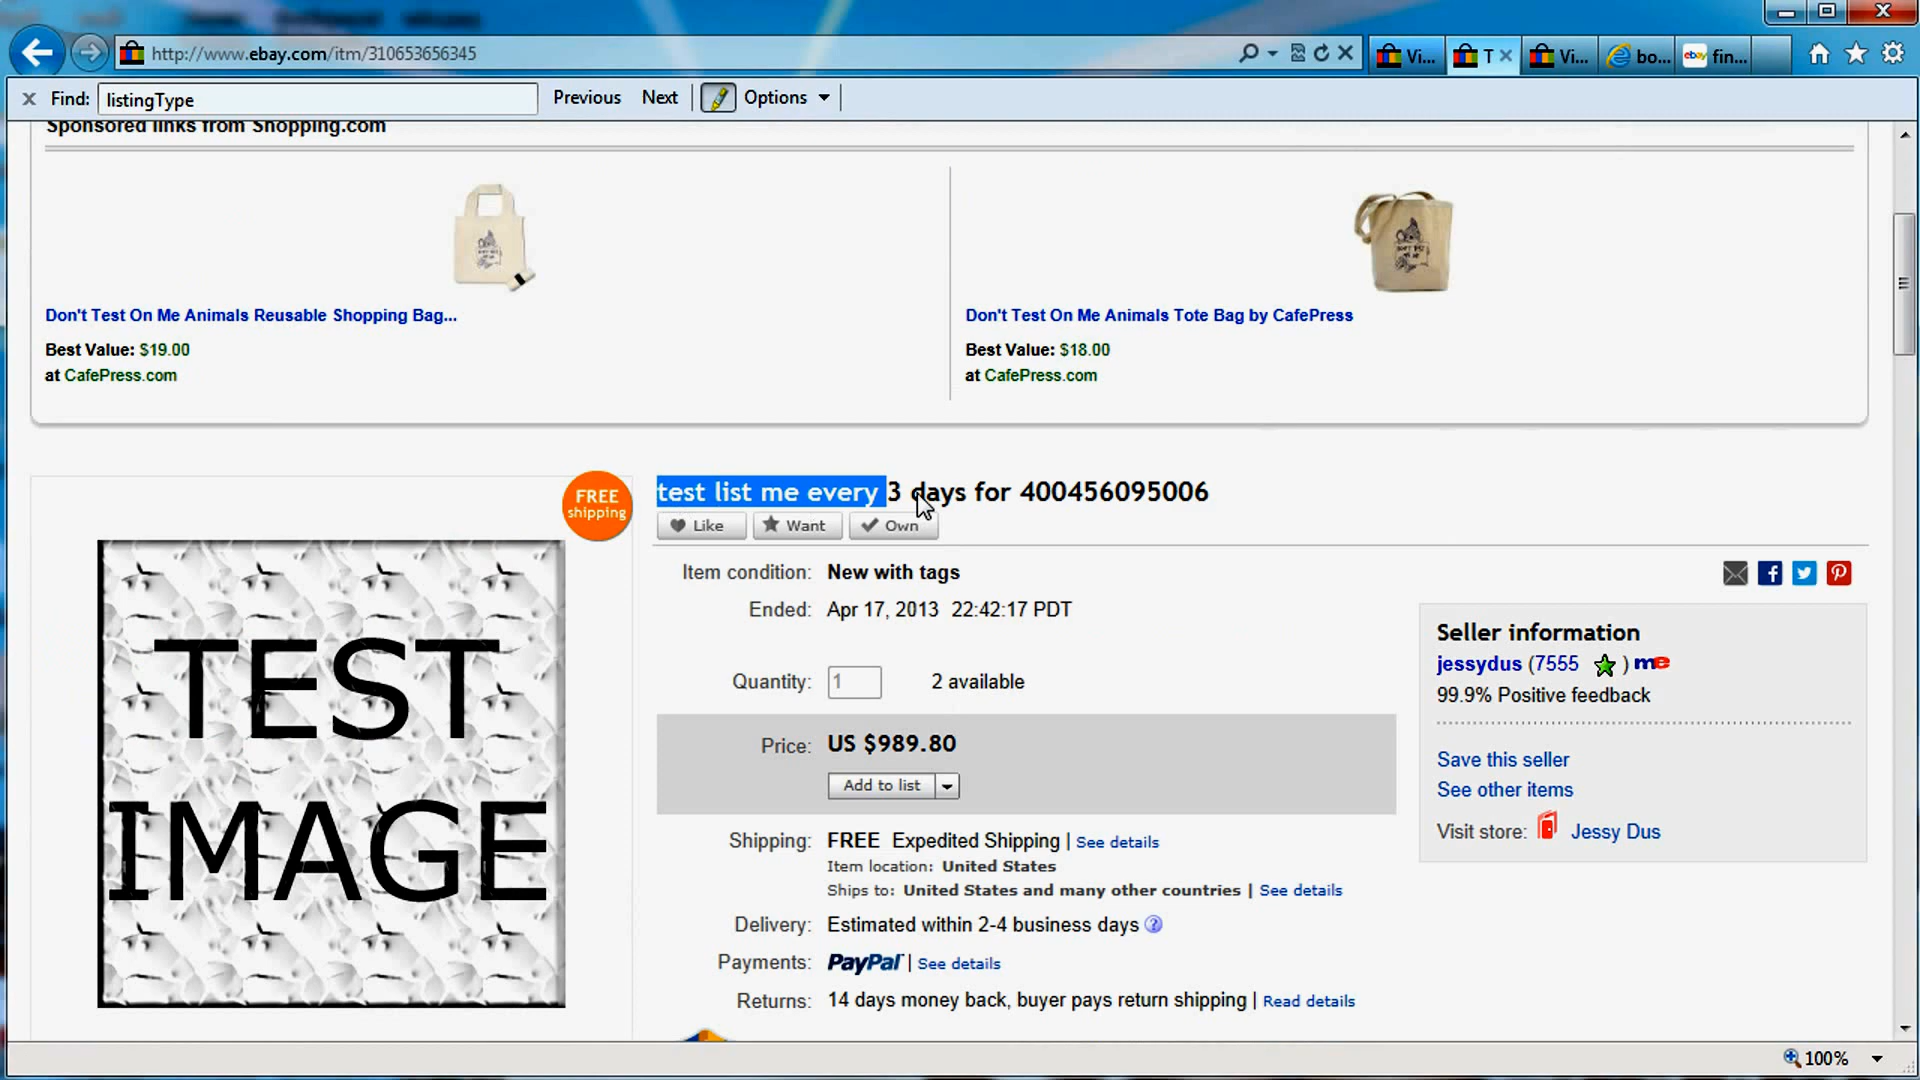 http://www.ebay.com/itm/310653656345
Vi...
T
Vi...
bo...
ebay fin...
Find: listingType Previous Next Options
Sponsored links from Shopping.com
Don't Test On Me Animals Reusable Shopping Bag...
Best Value: $19.00
at CafePress.com
Don't Test On Me Animals Tote Bag by CafePress
Best Value: $18.00
at CafePress.com
FREE
shipping
TEST
IMAGE
test list me every 3 days for 400456095006
Like Want Own
Item condition: New with tags
Ended: Apr 17, 2013 22:42:17 PDT
Quantity: 1 2 available
Price: US $989.80
Add to list
Shipping: FREE Expedited Shipping | See details
Item location: United States
Ships to: United States and many other countries | See details
Delivery: Estimated within 2-4 business days
Payments: PayPal | See details
Returns: 14 days money back, buyer pays return shipping | Read details
Seller information
jessydus (7555 ) me
99.9% Positive feedback
Save this seller
See other items
Visit store: Jessy Dus
100%